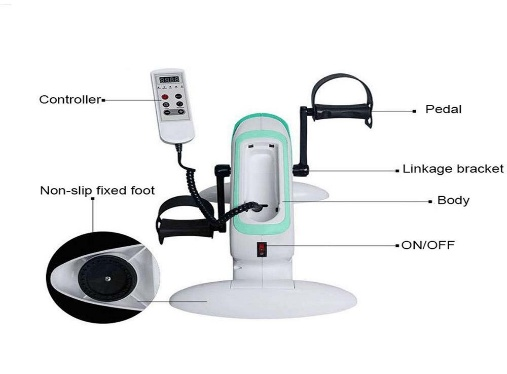 Controller
Pedal
Linkage bracket
Non-slip fixed foot
Body
ON/OFF